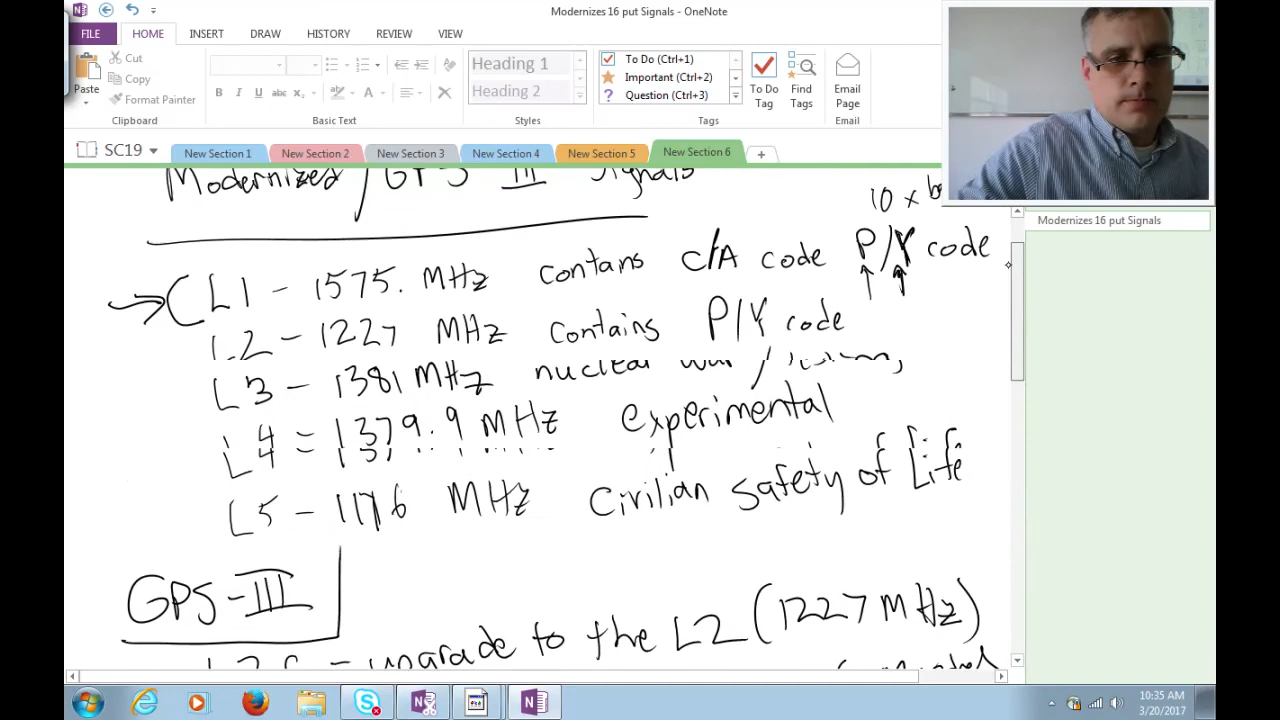 Modernizes 16 put Signals - OneNote
FILE HOME INSERT DRAW HISTORY REVIEW VIEW
Paste
Cut
Copy
Format Painter
Clipboard
B I U abc x₂ A
Basic Text
Heading 1
Heading 2
Styles
To Do (Ctrl+1)
Important (Ctrl+2)
Question (Ctrl+3)
Tags
To Do Tag
Find Tags
Email Page
Email
SC19 New Section 1 New Section 2 New Section 3 New Section 4 New Section 5 New Section 6
Modernizes 16 put Signals
Modernized / GPS III Signals
10 x
L1 - 1575. MHz contans C/A code P/Y code
L2 - 1227 MHz contains P/Y code
L3 - 1381 MHz nuclear
L4 = 1379.9 MHz experimental
L5 - 1176 MHz Civilian safety of Life
GPS-III
upgrade to the L2 (1227 MHz)
10:35 AM
3/20/2017